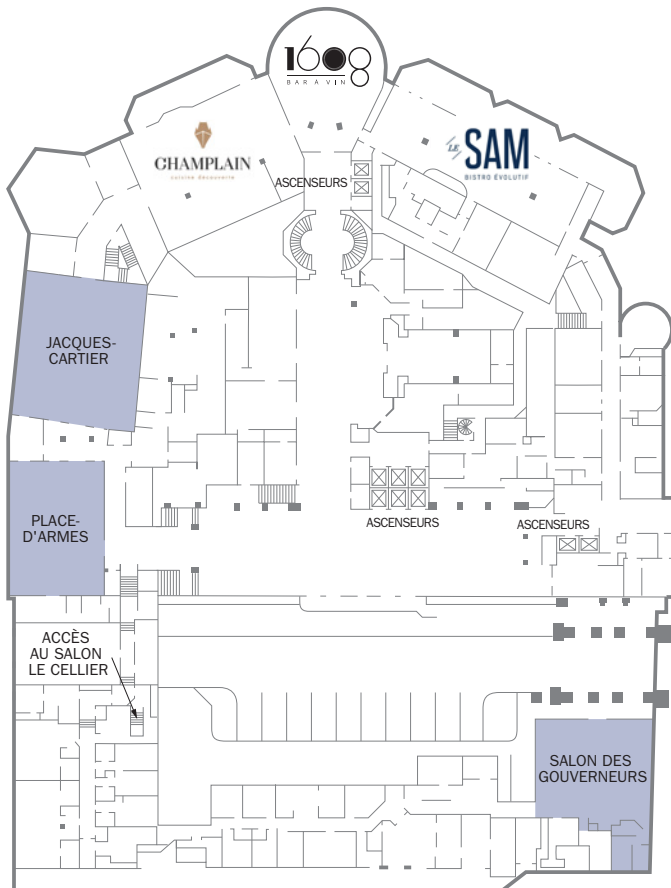 1608
BAR À VIN
CHAMPLAIN
cuisine découverte
LE SAM
BISTRO ÉVOLUTIF
ASCENSEURS
JACQUES-
CARTIER
PLACE-
D'ARMES
ASCENSEURS
ASCENSEURS
ACCÈS
AU SALON
LE CELLIER
SALON DES
GOUVERNEURS